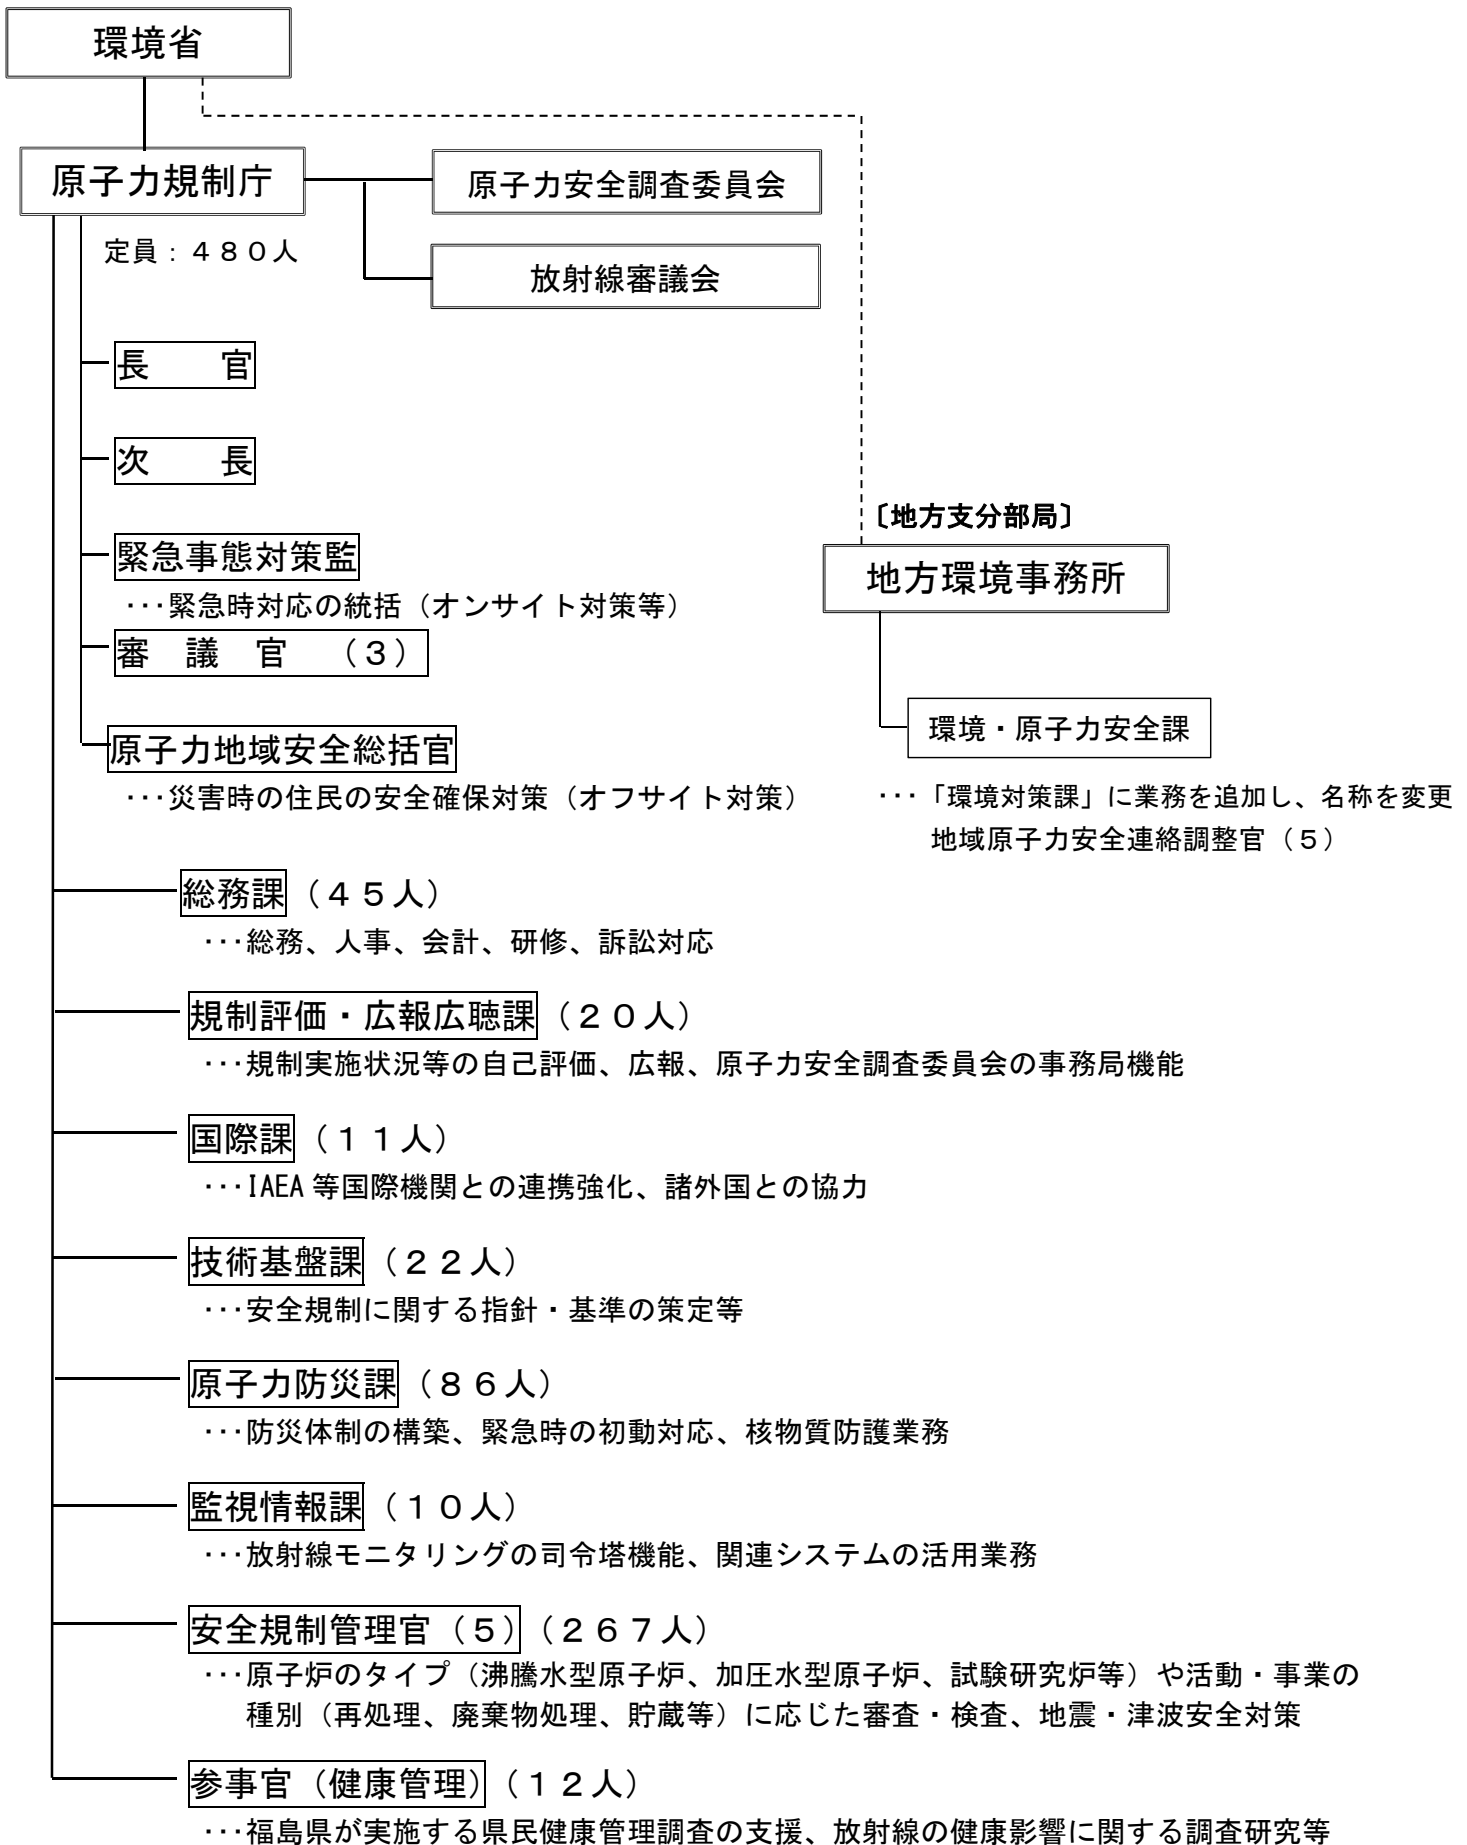 環境省
原子力規制庁
原子力安全調査委員会
定員：４８０人
放射線審議会
長　　官
次　　長
〔地方支分部局〕
緊急事態対策監
地方環境事務所
･･･緊急時対応の統括（オンサイト対策等）
審　議　官　（３）
環境・原子力安全課
原子力地域安全総括官
･･･災害時の住民の安全確保対策（オフサイト対策）
･･･「環境対策課」に業務を追加し、名称を変更
地域原子力安全連絡調整官（５）
総務課（４５人）
･･･総務、人事、会計、研修、訴訟対応
規制評価・広報広聴課（２０人）
･･･規制実施状況等の自己評価、広報、原子力安全調査委員会の事務局機能
国際課（１１人）
･･･IAEA 等国際機関との連携強化、諸外国との協力
技術基盤課（２２人）
･･･安全規制に関する指針・基準の策定等
原子力防災課（８６人）
･･･防災体制の構築、緊急時の初動対応、核物質防護業務
監視情報課（１０人）
･･･放射線モニタリングの司令塔機能、関連システムの活用業務
安全規制管理官（５）（２６７人）
･･･原子炉のタイプ（沸騰水型原子炉、加圧水型原子炉、試験研究炉等）や活動・事業の
種別（再処理、廃棄物処理、貯蔵等）に応じた審査・検査、地震・津波安全対策
参事官（健康管理）（１２人）
･･･福島県が実施する県民健康管理調査の支援、放射線の健康影響に関する調査研究等